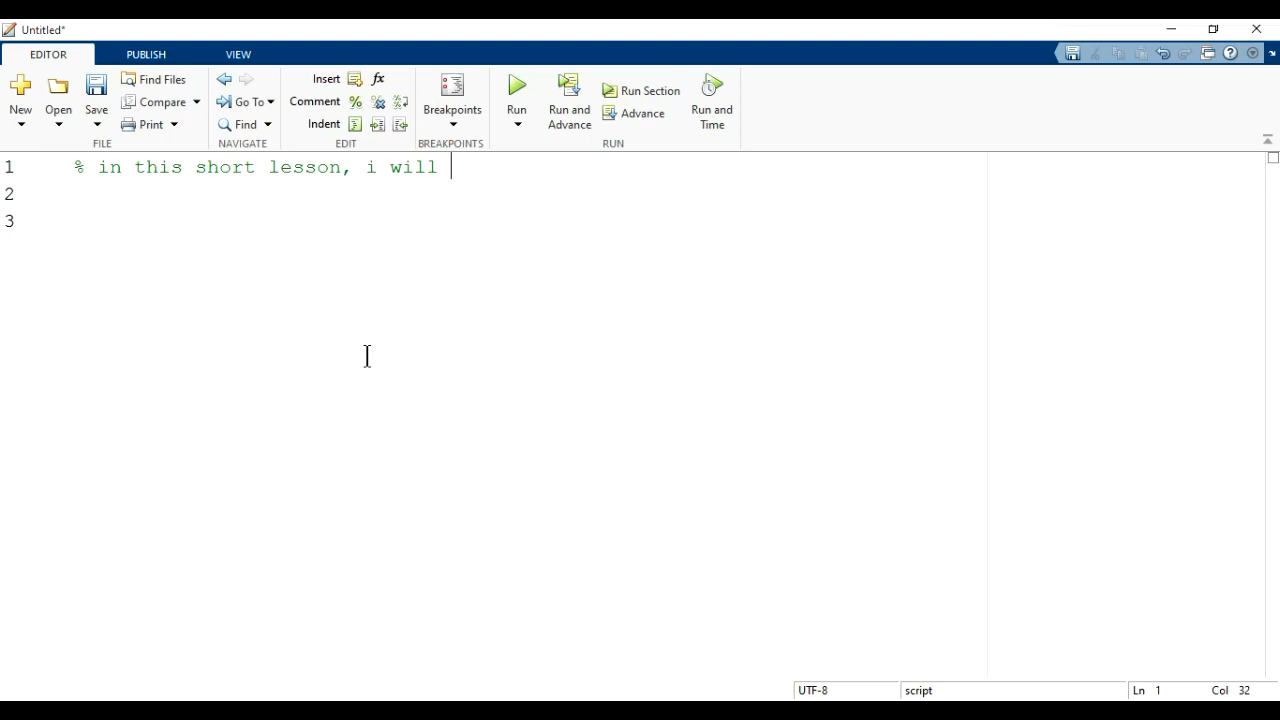 Untitled*
EDITOR PUBLISH VIEW
New Open Save Find Files Compare Print
FILE
Go To Find
NAVIGATE
Insert fx
Comment % % %
Indent
EDIT
Breakpoints
BREAKPOINTS
Run Run and Advance Run Section Advance Run and Time
RUN
1 % in this short lesson, i will
2
3
UTF-8 script Ln 1 Col 32